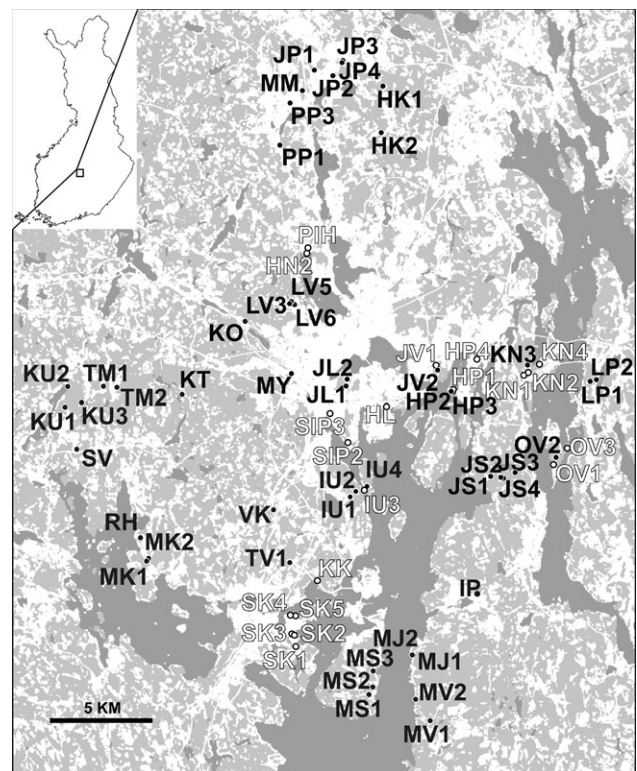 JP3
JP1
JP4
MM
JP2
HK1
PP3
HK2
PP1
PIH
HN2
LV5
LV3
LV6
KO
JV1
HP4
KN3
KN4
KU2
TM1
KT
MY
JL2
JV2
HP1
KN1
KN2
LP2
TM2
JL1
HP2
HP3
LP1
KU1
KU3
HL
SIP3
SV
SIP2
OV2
OV3
IU2
IU4
JS2
JS3
OV1
IU1
IU3
JS1
JS4
VK
RH
MK2
TV1
MK1
KK
IP
SK4
SK5
SK3
SK2
SK1
MJ2
MS3
MJ1
MS2
MV2
5 KM
MS1
MV1